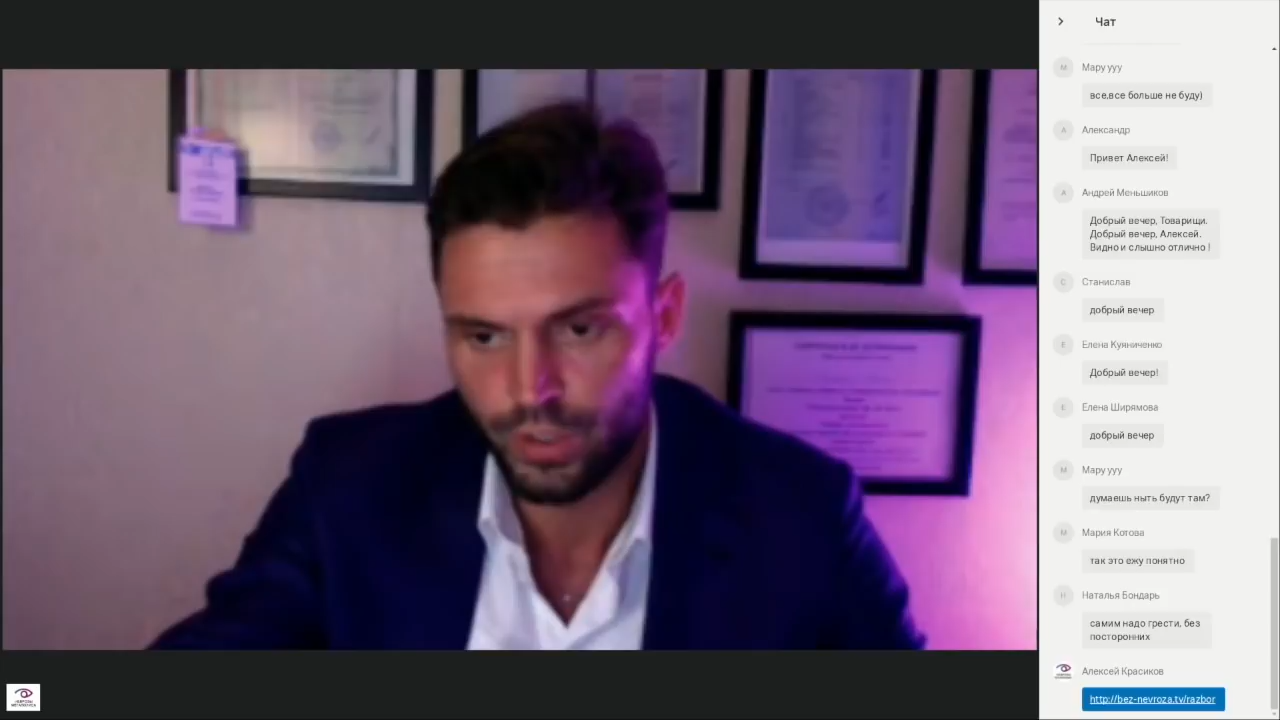 Чат
М
Мару ууу
все,все больше не буду)
А
Александр
Привет Алексей!
А
Андрей Меньшиков
Добрый вечер, Товарищи.
Добрый вечер, Алексей.
Видно и слышно отлично !
С
Станислав
добрый вечер
Е
Елена Куяниченко
Добрый вечер!
Е
Елена Ширямова
добрый вечер
М
Мару ууу
думаешь ныть будут там?
М
Мария Котова
так это ежу понятно
Н
Наталья Бондарь
самим надо грести, без
посторонних
Алексей Красиков
http://bez-nevroza.tv/razbor